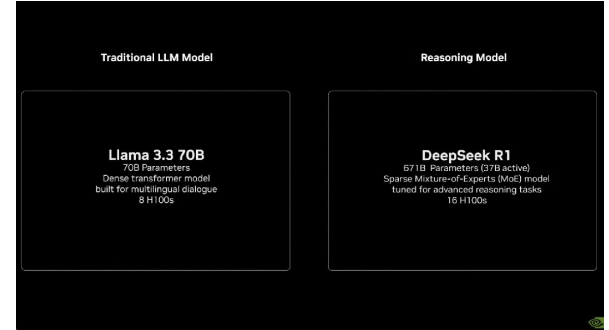 Traditional LLM Model
Reasoning Model
Llama 3.3 70B
70B Parameters
Dense transformer model
built for multilingual dialogue
8 H100s
DeepSeek R1
671B Parameters (37B active)
Sparse Mixture-of-Experts (MoE) model
tuned for advanced reasoning tasks
16 H100s